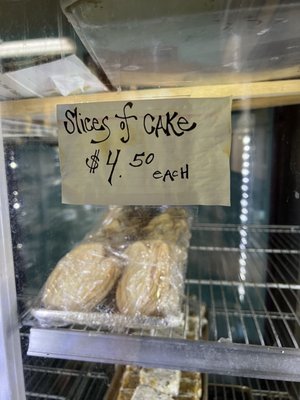 Slices of CAKe
$4.50 eAcH